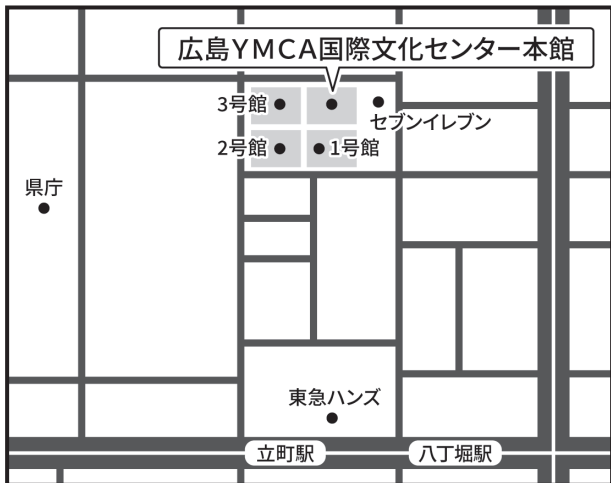 広島YMCA国際文化センター本館
3号館
セブンイレブン
2号館
1号館
県庁
東急ハンズ
立町駅
八丁堀駅